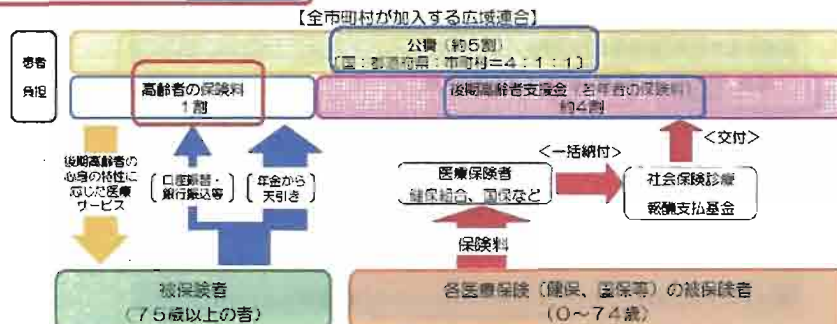 【全市町村が加入する広域連合】
患者
負担
公費（約5割）
〔国：都道府県：市町村＝4：1：1〕
高齢者の保険料
1割
後期高齢者支援金（若年者の保険料）
約4割
後期高齢者の
心身の特性に
応じた医療
サービス
口座振替・
銀行振込等
年金から
天引き
医療保険者
健保組合、国保など
＜一括納付＞
＜交付＞
社会保険診療
報酬支払基金
保険料
被保険者
（75歳以上の者）
各医療保険（健保、国保等）の被保険者
（0～74歳）